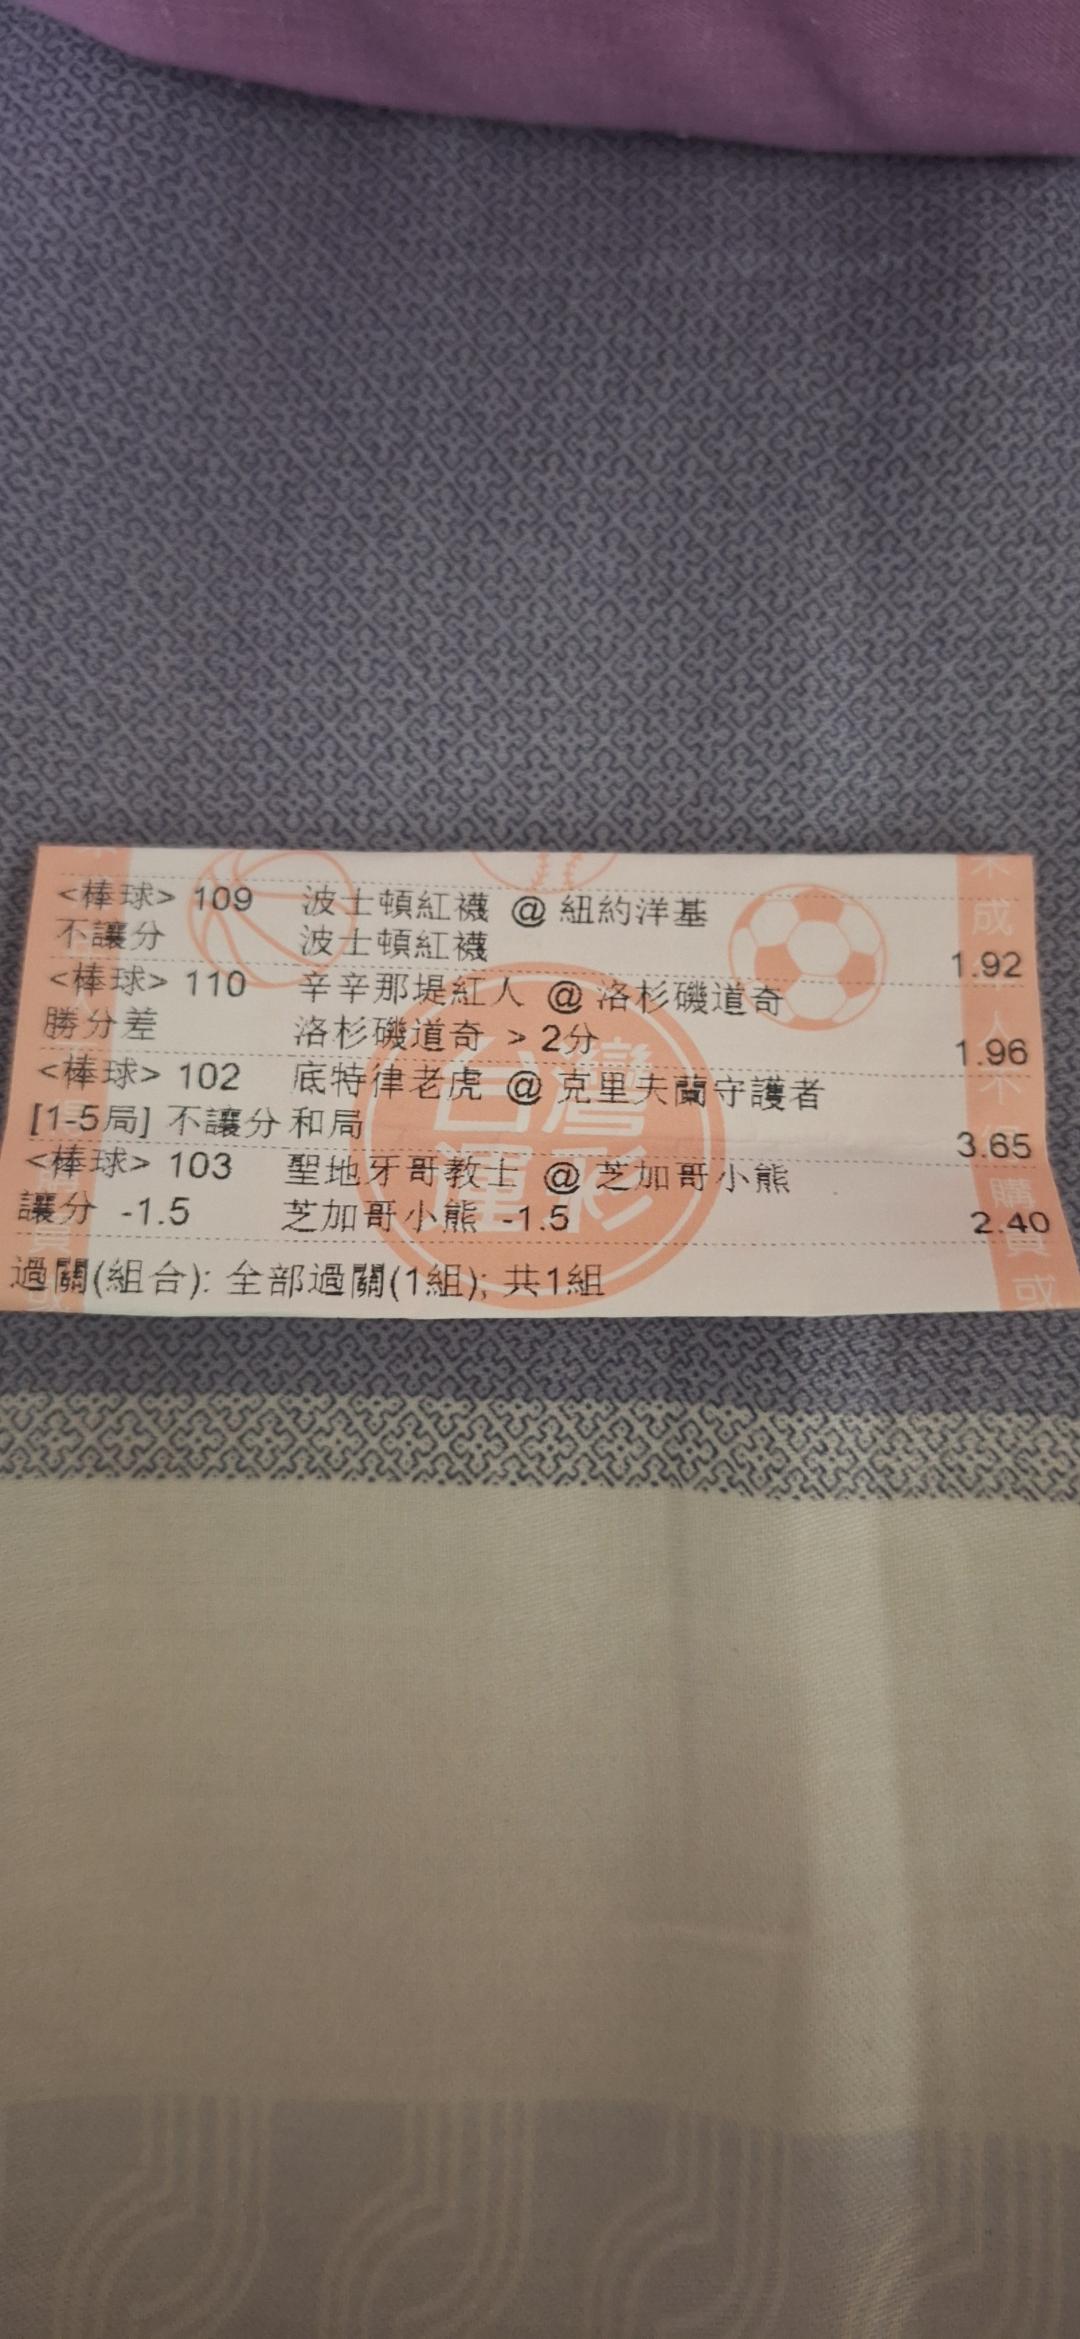 <棒球> 109 波士頓紅襪 @ 紐約洋基
不讓分 波士頓紅襪 1.92
<棒球> 110 辛辛那堤紅人 @ 洛杉磯道奇
勝分差 洛杉磯道奇 > 2分 1.96
<棒球> 102 底特律老虎 @ 克里夫蘭守護者
[1-5局] 不讓分 和局 3.65
<棒球> 103 聖地牙哥教士 @ 芝加哥小熊
讓分 -1.5 芝加哥小熊 -1.5 2.40
過關(組合): 全部過關(1組); 共1組
台灣
運彩